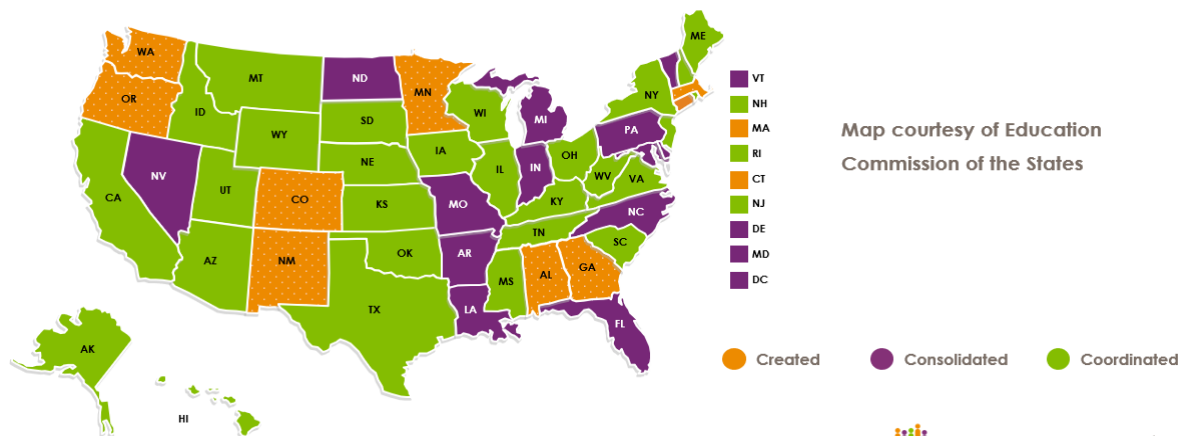 ME
WA
MT
ND
MN
VT
OR
NY
NH
ID
WI
SD
MI
MA
WY
PA
RI
IA
NE
OH
CT
IL
IN
NV
WV
VA
UT
CO
CA
KS
MO
KY
NJ
NC
DE
TN
AZ
NM
OK
AR
SC
MD
MS
AL
GA
DC
TX
LA
FL
AK
HI
Map courtesy of Education
Commission of the States
Created
Consolidated
Coordinated